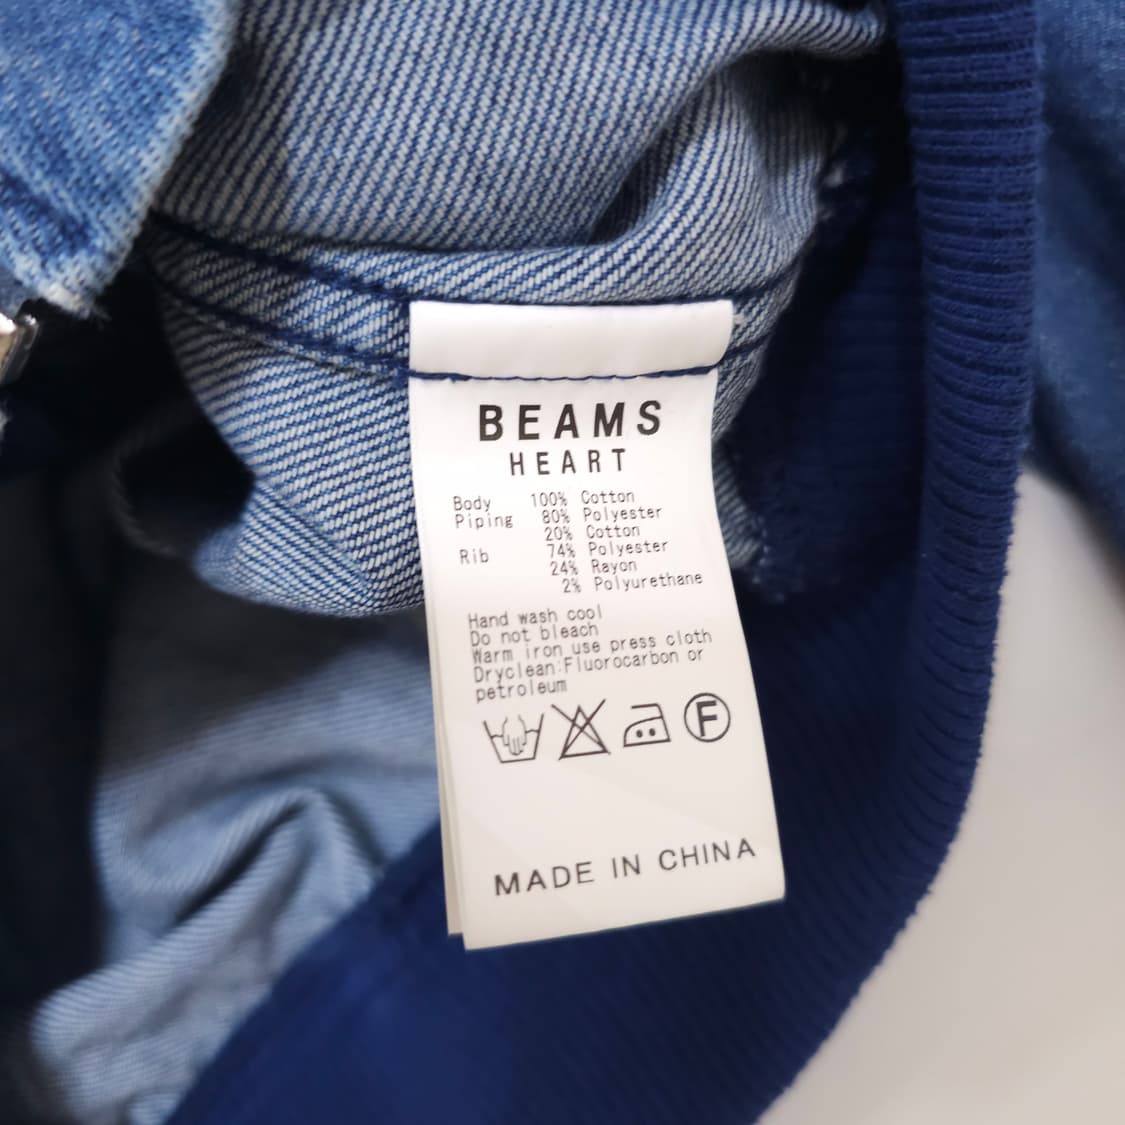 BEAMS
HEART
Body 100% Cotton
Piping 80% Polyester
20% Cotton
Rib 74% Polyester
24% Rayon
2% Polyurethane
Hand wash cool
Do not bleach
Warm iron use press cloth
Dryclean:Fluorocarbon or
petroleum
F
MADE IN CHINA